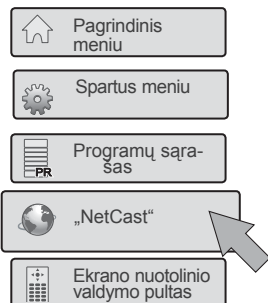 Pagrindinis
meniu
Spartus meniu
Programų sąra-
šas
PR
„NetCast“
Ekrano nuotolinio
valdymo pultas